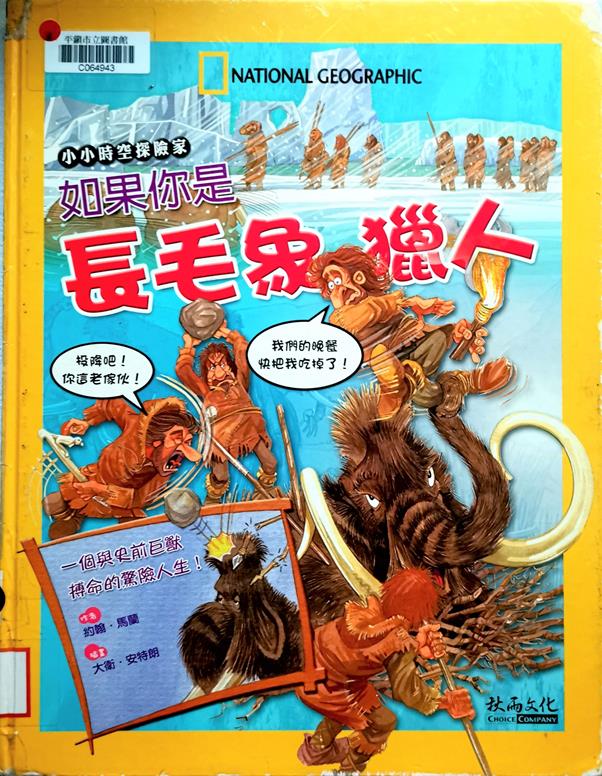 平鎮市立圖書館
C064943
NATIONAL GEOGRAPHIC
小小時空探險家
如果你是
長毛象獵人
我們的晚餐
快把我吃掉了！
投降吧！
你這老傢伙！
一個與史前巨獸
搏命的驚險人生！
作者
約翰·馬蘭
插畫
大衛·安特朗
秋雨文化
CHOICE COMPANY